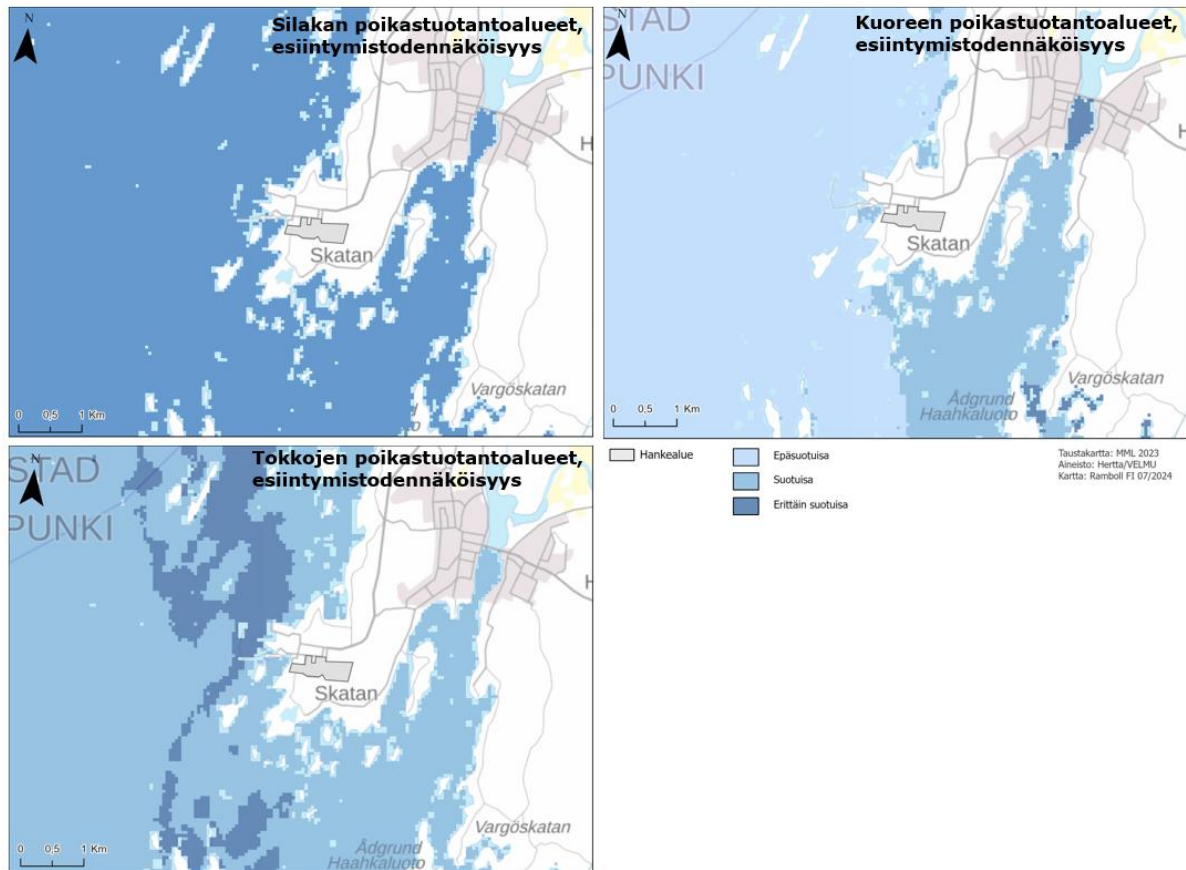 Silakan poikastuotantoalueet,
esiintymistodennäköisyys
N
Skatan
Vargöskatan
0 0,5 1 Km
Kuoreen poikastuotantoalueet,
esiintymistodennäköisyys
N
STAD
PUNKI
H
Skatan
Vargöskatan
Ådgrund
Haahkaluoto
0 0,5 1 Km
Tokkojen poikastuotantoalueet,
esiintymistodennäköisyys
N
STAD
PUNKI
H
Skatan
Vargöskatan
Ådgrund
Haahkaluoto
0 0,5 1 Km
Hankealue
Epäsuotuisa
Suotuisa
Erittäin suotuisa
Taustakartta: MML 2023
Aineisto: Hertta/VELMU
Kartta: Ramboll FI 07/2024